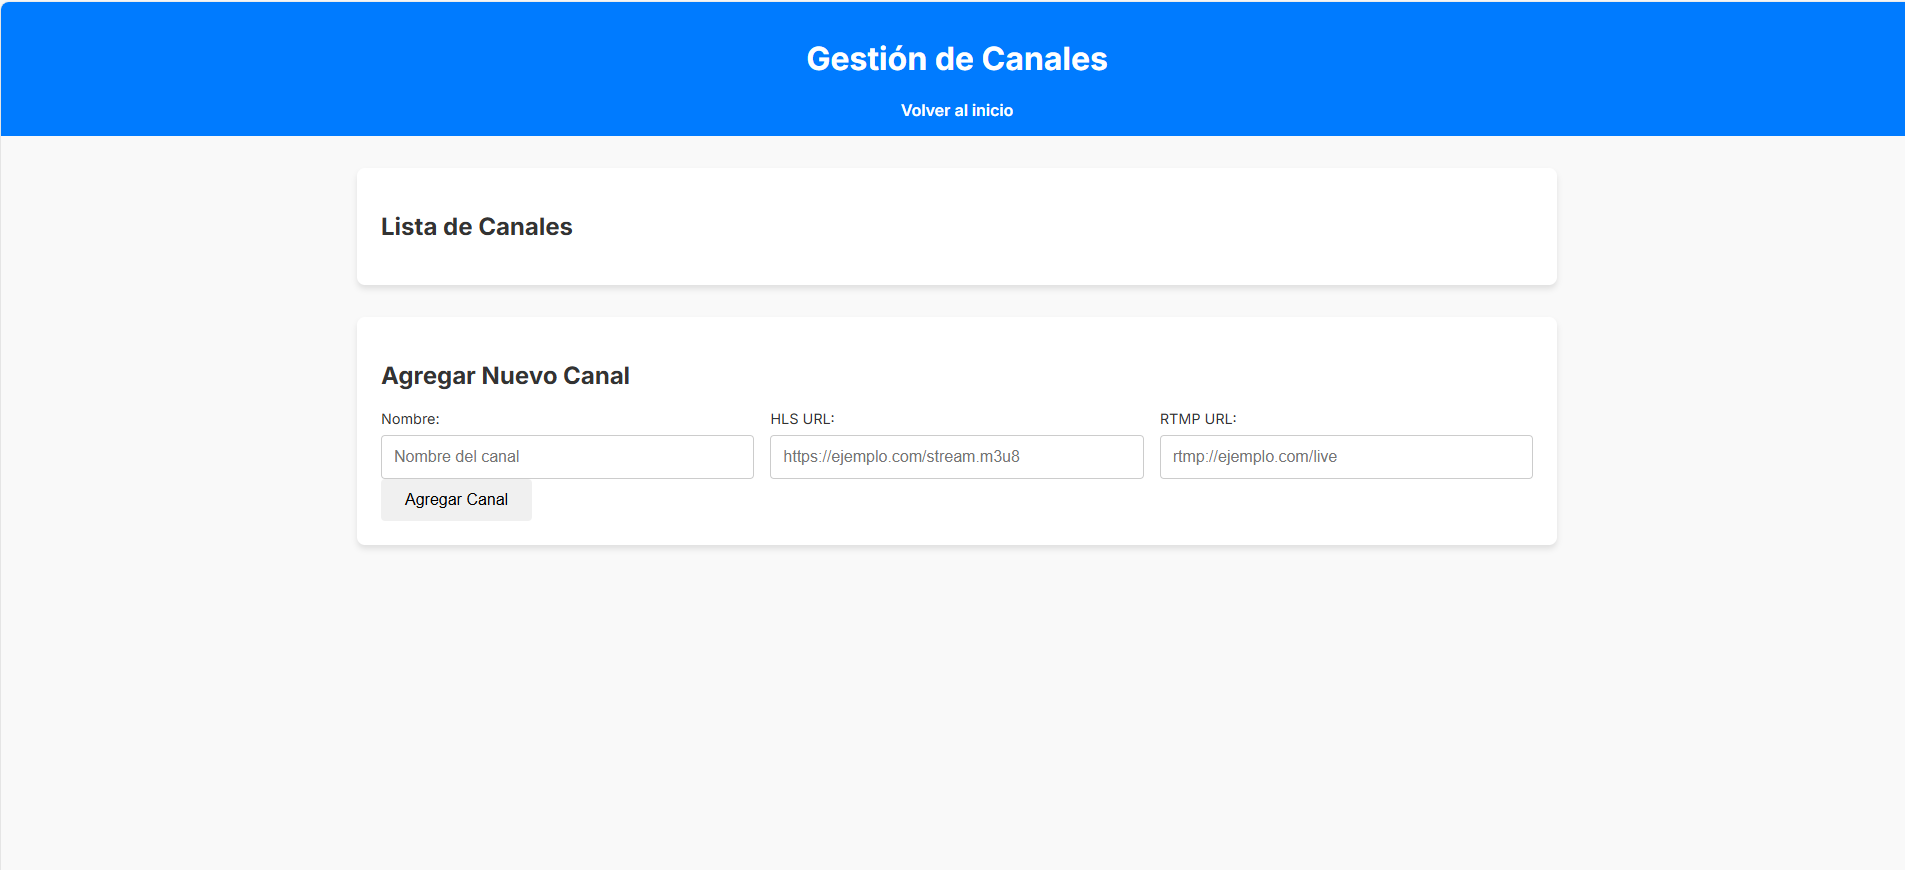 Gestión de Canales
Volver al inicio
Lista de Canales
Agregar Nuevo Canal
Nombre: HLS URL: RTMP URL:
Nombre del canal https://ejemplo.com/stream.m3u8 rtmp://ejemplo.com/live
Agregar Canal